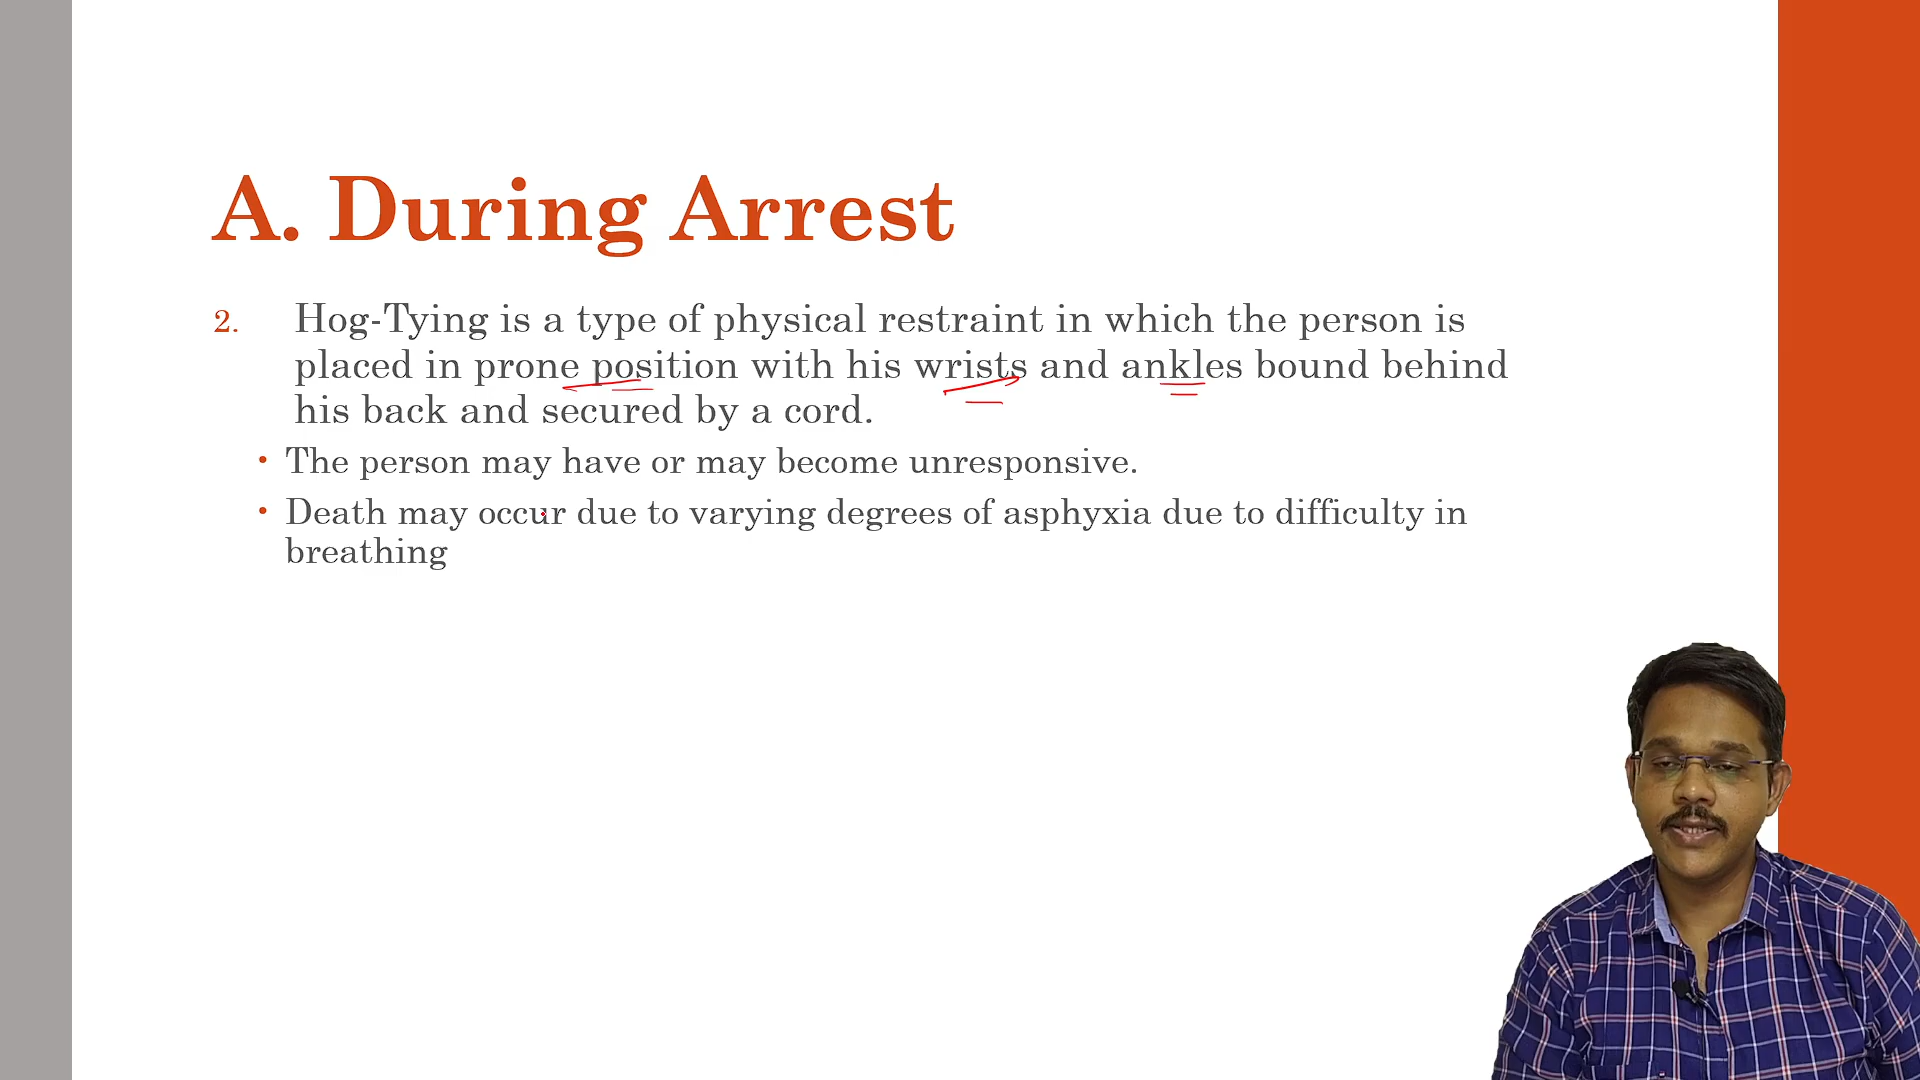 A. During Arrest
2. Hog-Tying is a type of physical restraint in which the person is
placed in prone position with his wrists and ankles bound behind
his back and secured by a cord.
• The person may have or may become unresponsive.
• Death may occur due to varying degrees of asphyxia due to difficulty in
breathing